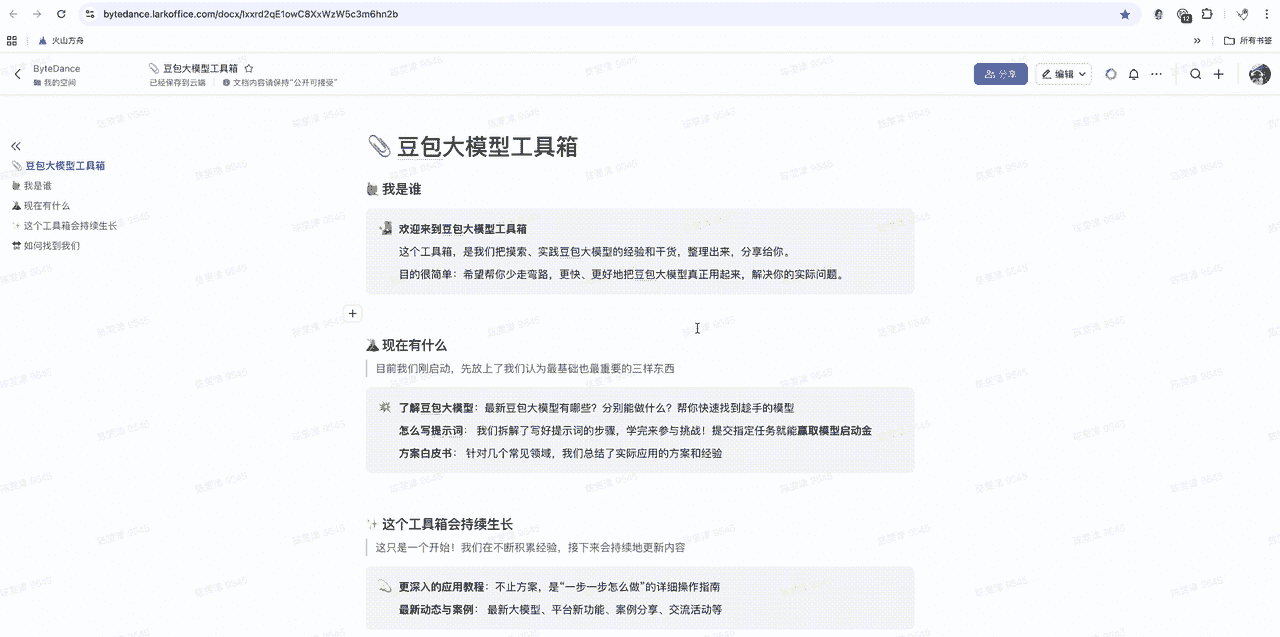 bytedance.larkoffice.com/docx/Ixxrd2qE1owC8XxWzW5c3m6hn2b
12
火山方舟
所有书签
ByteDance
我的空间
豆包大模型工具箱
已经保存到云端
文档内容请保持“公开可接受”
分享
编辑
豆包大模型工具箱
我是谁
现在有什么
这个工具箱会持续生长
如何找到我们
豆包大模型工具箱
我是谁
欢迎来到豆包大模型工具箱
这个工具箱，是我们把摸索、实践豆包大模型的经验和干货，整理出来，分享给你。
目的很简单：希望帮你少走弯路，更快、更好地把豆包大模型真正用起来，解决你的实际问题。
现在有什么
目前我们刚启动，先放上了我们认为最基础也最重要的三样东西
了解豆包大模型：最新豆包大模型有哪些？分别能做什么？帮你快速找到趁手的模型
怎么写提示词： 我们拆解了写好提示词的步骤，学完来参与挑战！提交指定任务就能赢取模型启动金
方案白皮书： 针对几个常见领域，我们总结了实际应用的方案和经验
这个工具箱会持续生长
这只是一个开始！我们在不断积累经验，接下来会持续地更新内容
更深入的应用教程：不止方案，是“一步一步怎么做”的详细操作指南
最新动态与案例： 最新大模型、平台新功能、案例分享、交流活动等